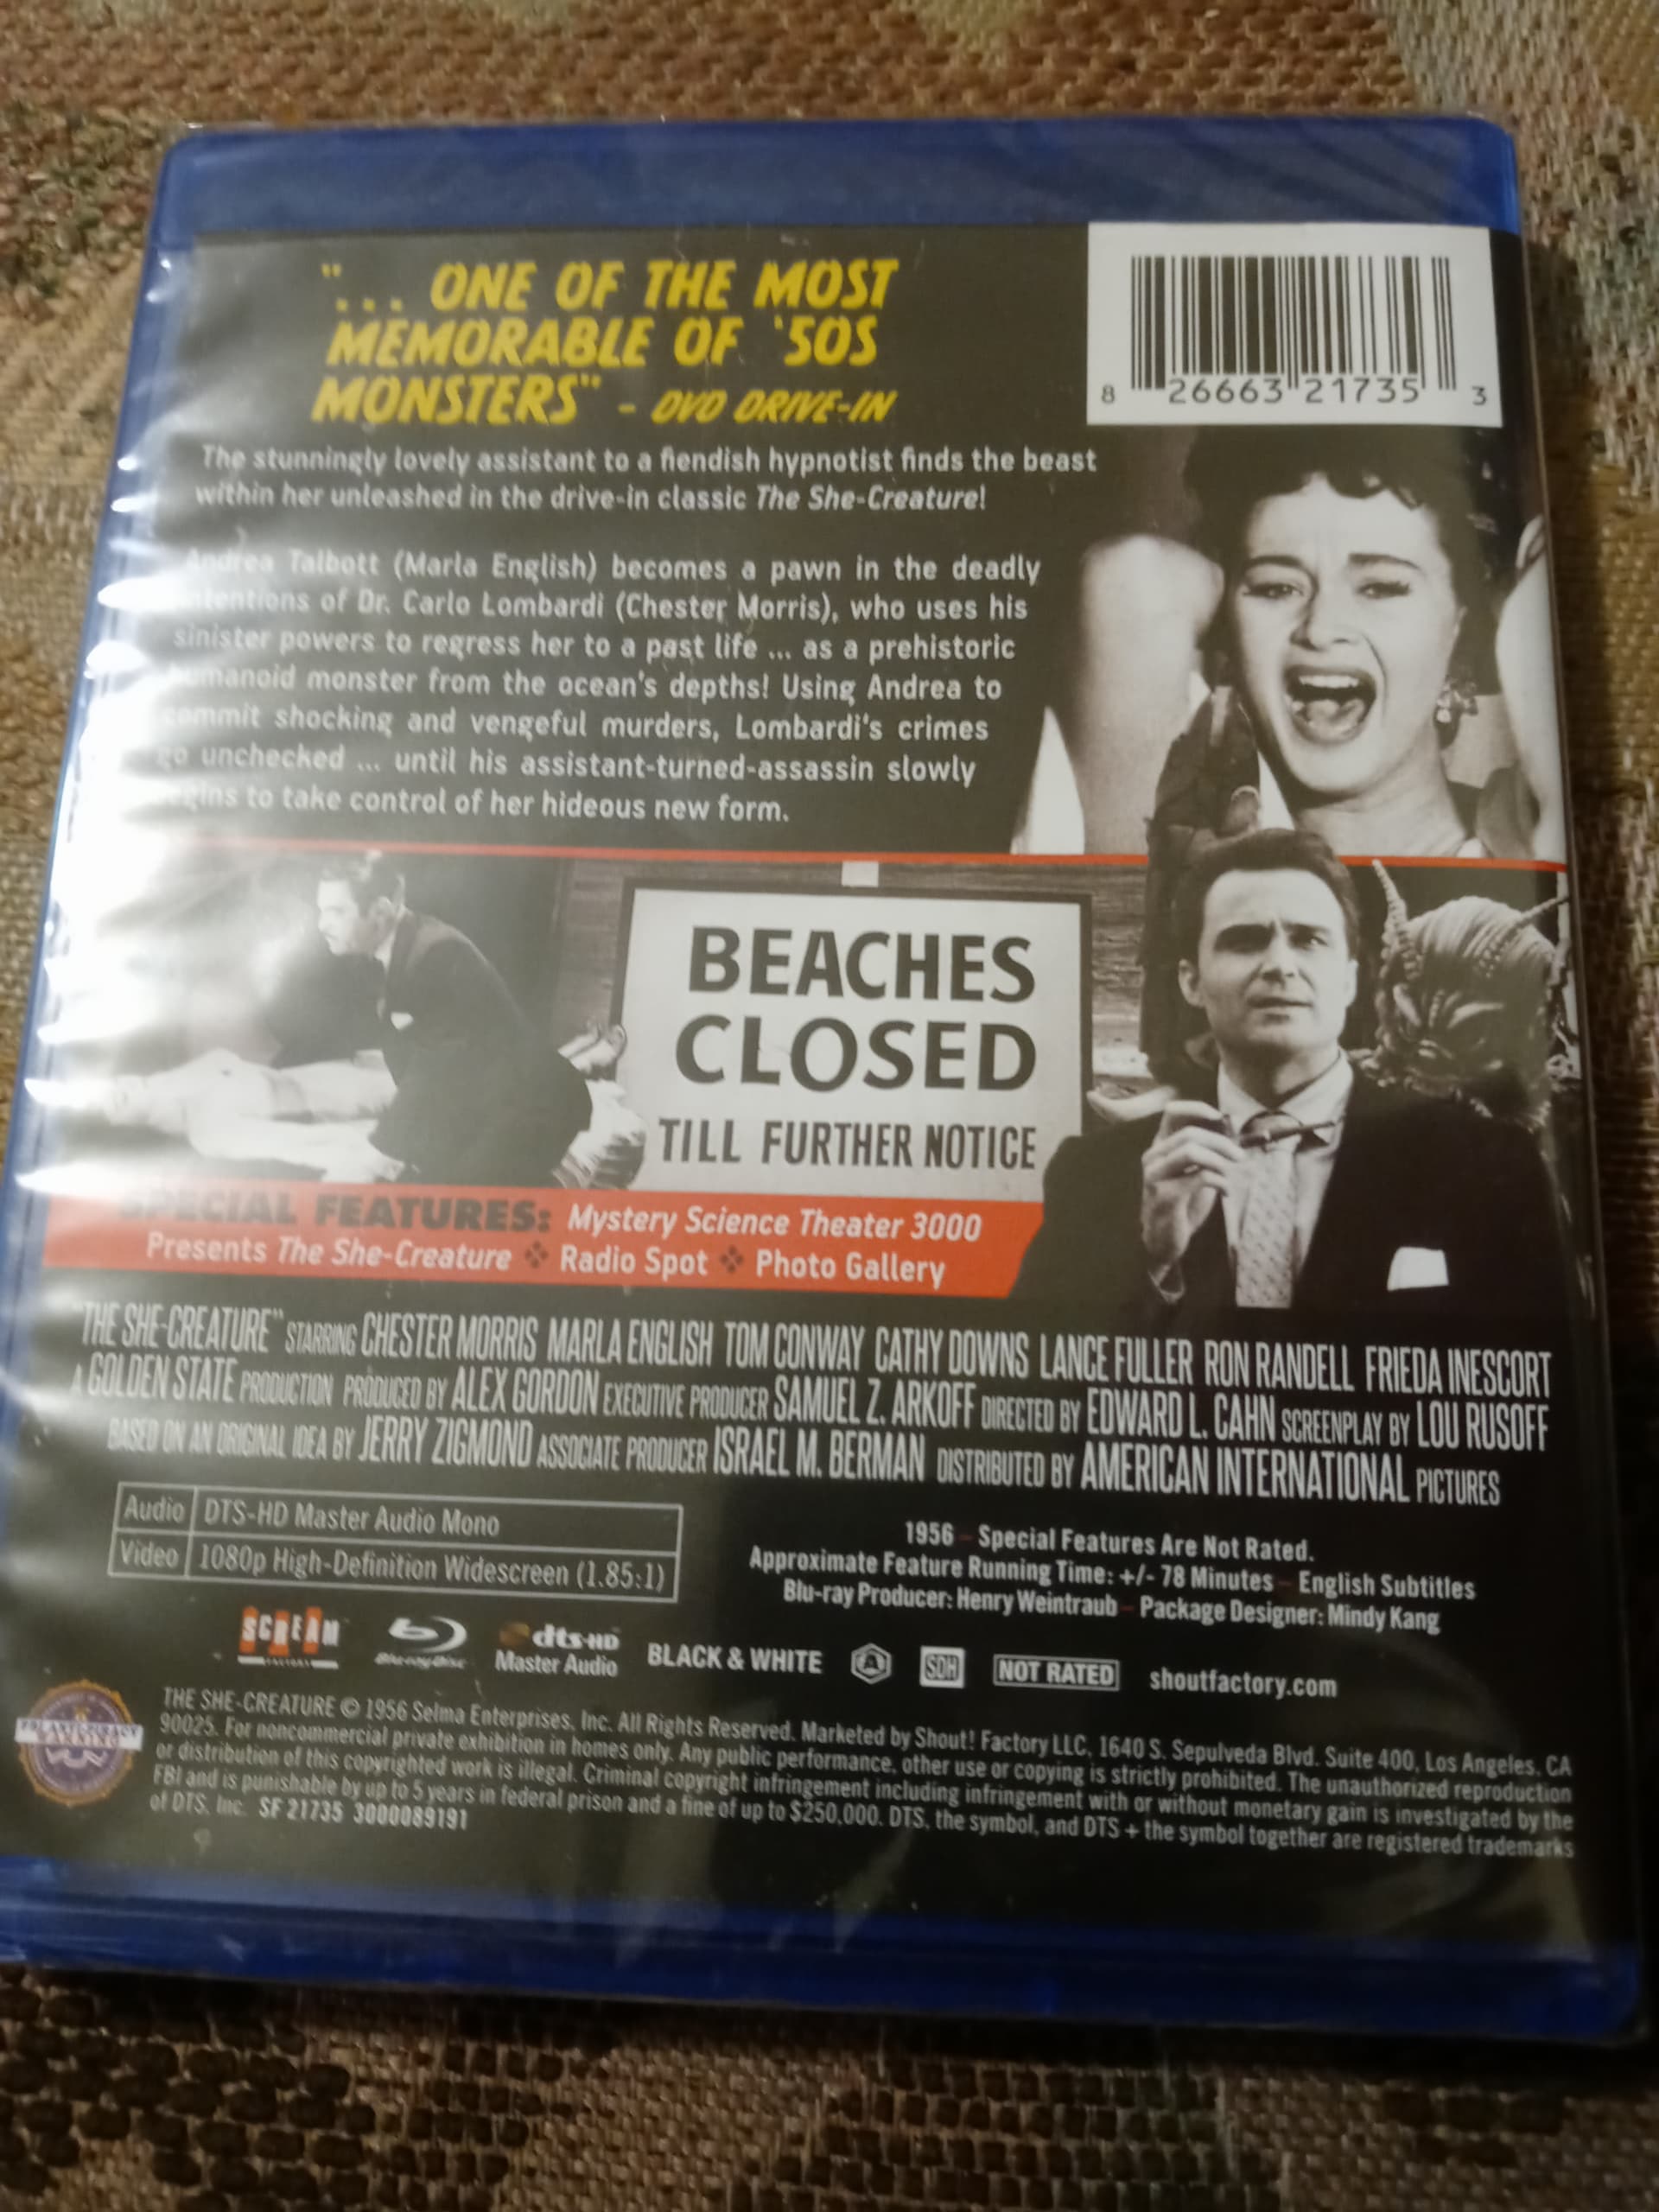 "... ONE OF THE MOST
MEMORABLE OF '50S
MONSTERS" - DVD DRIVE-IN
8 26663 21735 3
The stunningly lovely assistant to a fiendish hypnotist finds the beast
within her unleashed in the drive-in classic The She-Creature!
Andrea Talbott (Marla English) becomes a pawn in the deadly
intentions of Dr. Carlo Lombardi (Chester Morris), who uses his
sinister powers to regress her to a past life ... as a prehistoric
humanoid monster from the ocean's depths! Using Andrea to
commit shocking and vengeful murders, Lombardi's crimes
go unchecked ... until his assistant-turned-assassin slowly
begins to take control of her hideous new form.
BEACHES
CLOSED
TILL FURTHER NOTICE
SPECIAL FEATURES: Mystery Science Theater 3000
Presents The She-Creature ❖ Radio Spot ❖ Photo Gallery
"THE SHE-CREATURE" STARRING CHESTER MORRIS MARLA ENGLISH TOM CONWAY CATHY DOWNS LANCE FULLER RON RANDELL FRIEDA INESCORT
A GOLDEN STATE PRODUCTION PRODUCED BY ALEX GORDON EXECUTIVE PRODUCER SAMUEL Z. ARKOFF DIRECTED BY EDWARD L. CAHN SCREENPLAY BY LOU RUSOFF
BASED ON AN ORIGINAL IDEA BY JERRY ZIGMOND ASSOCIATE PRODUCER ISRAEL M. BERMAN DISTRIBUTED BY AMERICAN INTERNATIONAL PICTURES
Audio DTS-HD Master Audio Mono
Video 1080p High-Definition Widescreen (1.85:1)
1956 - Special Features Are Not Rated.
Approximate Feature Running Time: +/- 78 Minutes - English Subtitles
Blu-ray Producer: Henry Weintraub - Package Designer: Mindy Kang
SCREAM
FACTORY
Blu-ray Disc
dts-HD
Master Audio
BLACK & WHITE
A
SDH
NOT RATED
shoutfactory.com
FBI ANTI-PIRACY
WARNING
THE SHE-CREATURE © 1956 Selma Enterprises, Inc. All Rights Reserved. Marketed by Shout! Factory LLC, 1640 S. Sepulveda Blvd. Suite 400, Los Angeles, CA
90025. For noncommercial private exhibition in homes only. Any public performance, other use or copying is strictly prohibited. The unauthorized reproduction
or distribution of this copyrighted work is illegal. Criminal copyright infringement including infringement with or without monetary gain is investigated by the
FBI and is punishable by up to 5 years in federal prison and a fine of up to $250,000. DTS, the symbol, and DTS + the symbol together are registered trademarks
of DTS, Inc. SF 21735 3000089191